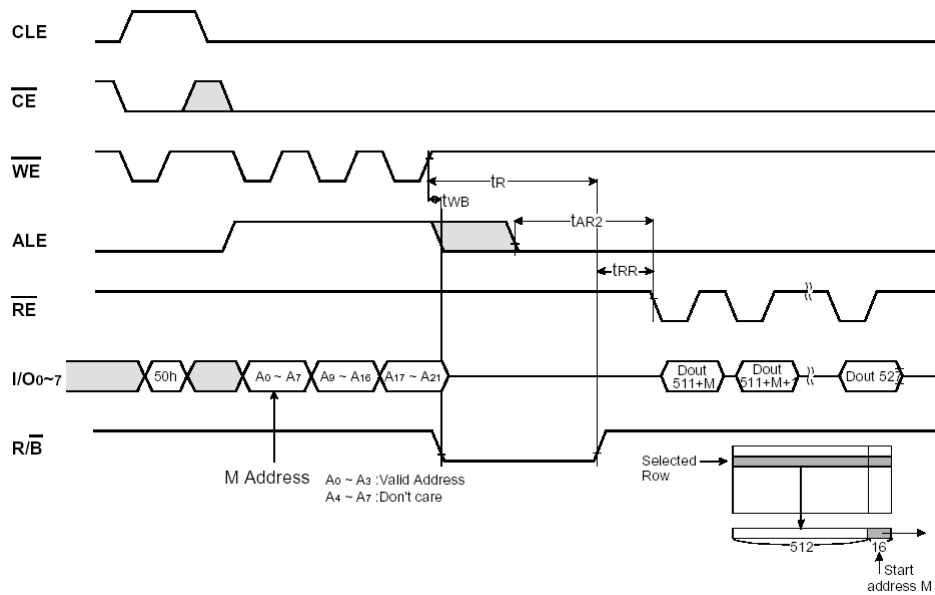 CLE
CE
WE
tR
tWB
ALE
tAR2
tRR
RE
I/O0~7
50h
A0 ~ A7
A9 ~ A16
A17 ~ A21
Dout
511+M
Dout
511+M+1
Dout 527
R/B
M Address
A0 ~ A3 :Valid Address
A4 ~ A7 :Don't care
Selected
Row
512
16
Start
address M